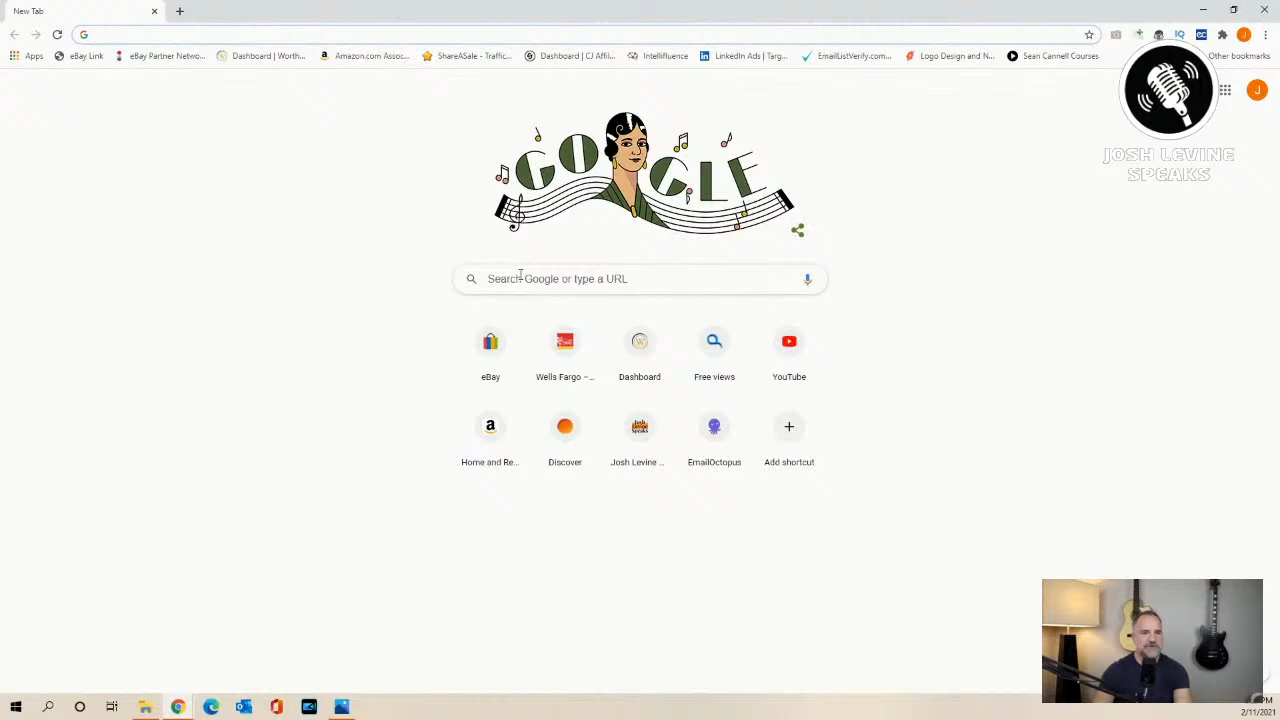 New Tab
Apps
eBay Link
eBay Partner Netwo...
Dashboard | Worth...
Amazon.com Assoc...
ShareASale - Traffic...
Dashboard | CJ Affil...
Intellifluence
LinkedIn Ads | Targ...
EmailListVerify.com...
Logo Design and N...
Sean Cannell Courses
Other bookmarks
J
JOSH LEVINE
SPEAKS
GOOGLE
Search Google or type a URL
eBay
Wells Fargo –...
Dashboard
Free views
YouTube
Home and Re...
Discover
Josh Levine ...
EmailOctopus
Add shortcut
PM
2/11/2021